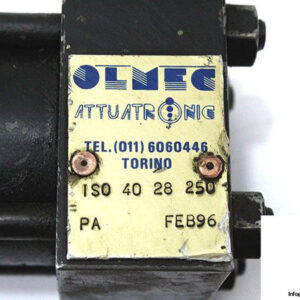 OLMEC
ATTUATRONIC
TEL.(011) 6060446
TORINO
ISO 40 28 250
PA FEB96